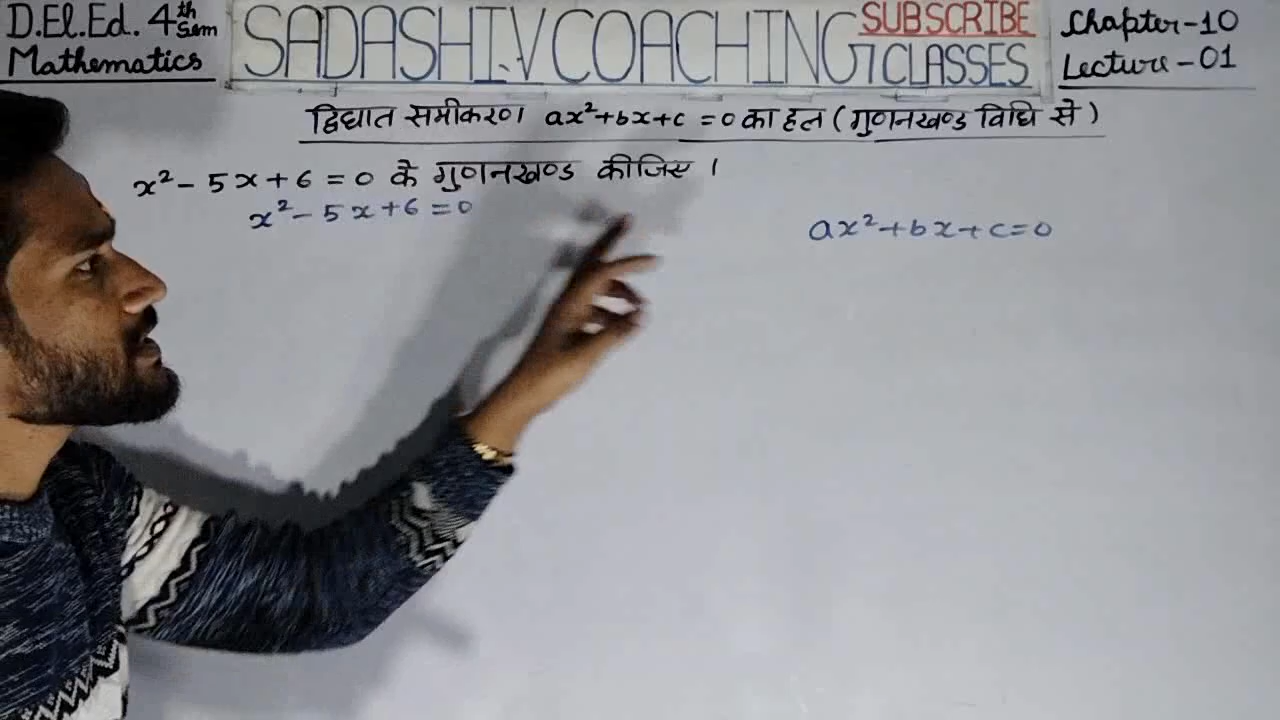 D.El.Ed. 4th Sem
Mathematics
SADASHIV COACHING CLASSES
SUBSCRIBE
Chapter-10
Lecture-01
द्विघात समीकरण ax²+bx+c=0 का हल (गुणनखण्ड विधि से)
x²-5x+6=0 के गुणनखण्ड कीजिए।
x²-5x+6=0
ax²+bx+c=0